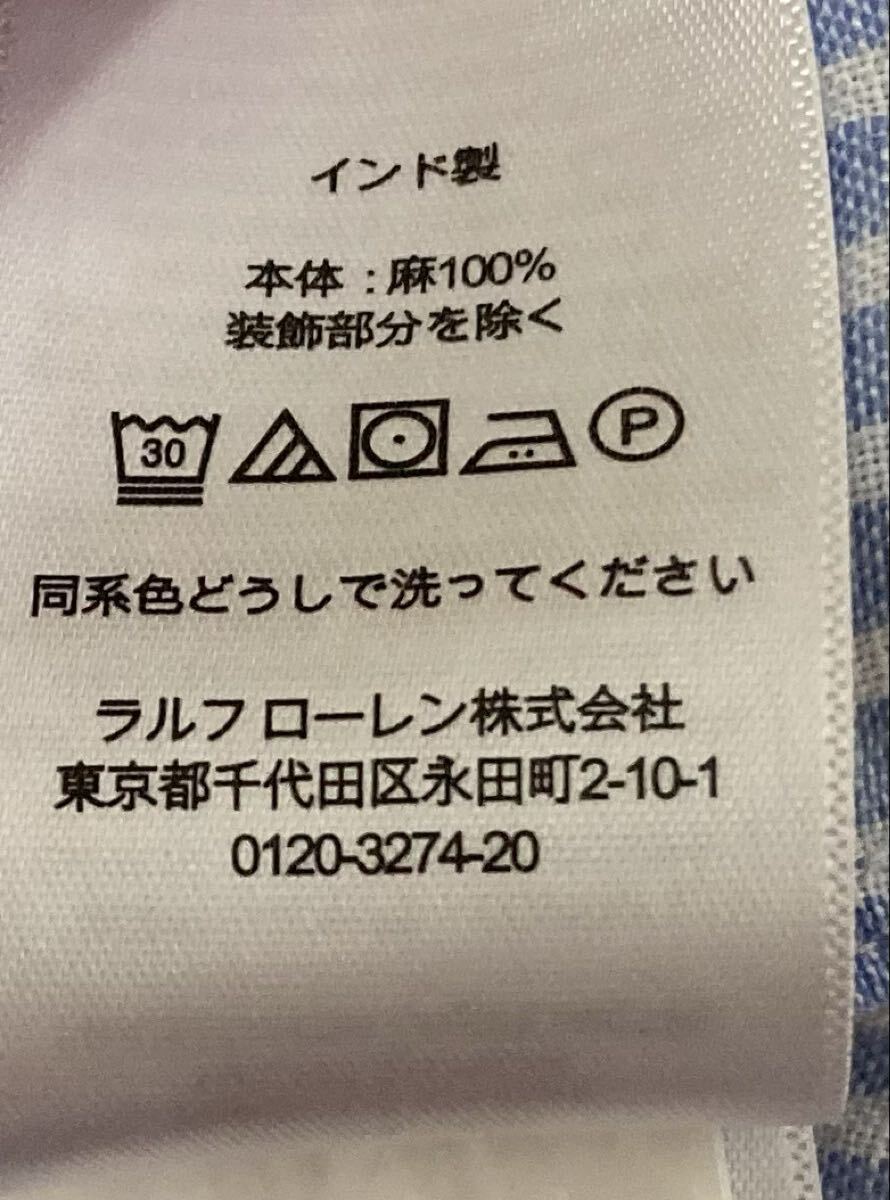 インド製
本体 : 麻100%
装飾部分を除く
30 P
同系色どうしで洗ってください
ラルフ ローレン株式会社
東京都千代田区永田町2-10-1
0120-3274-20